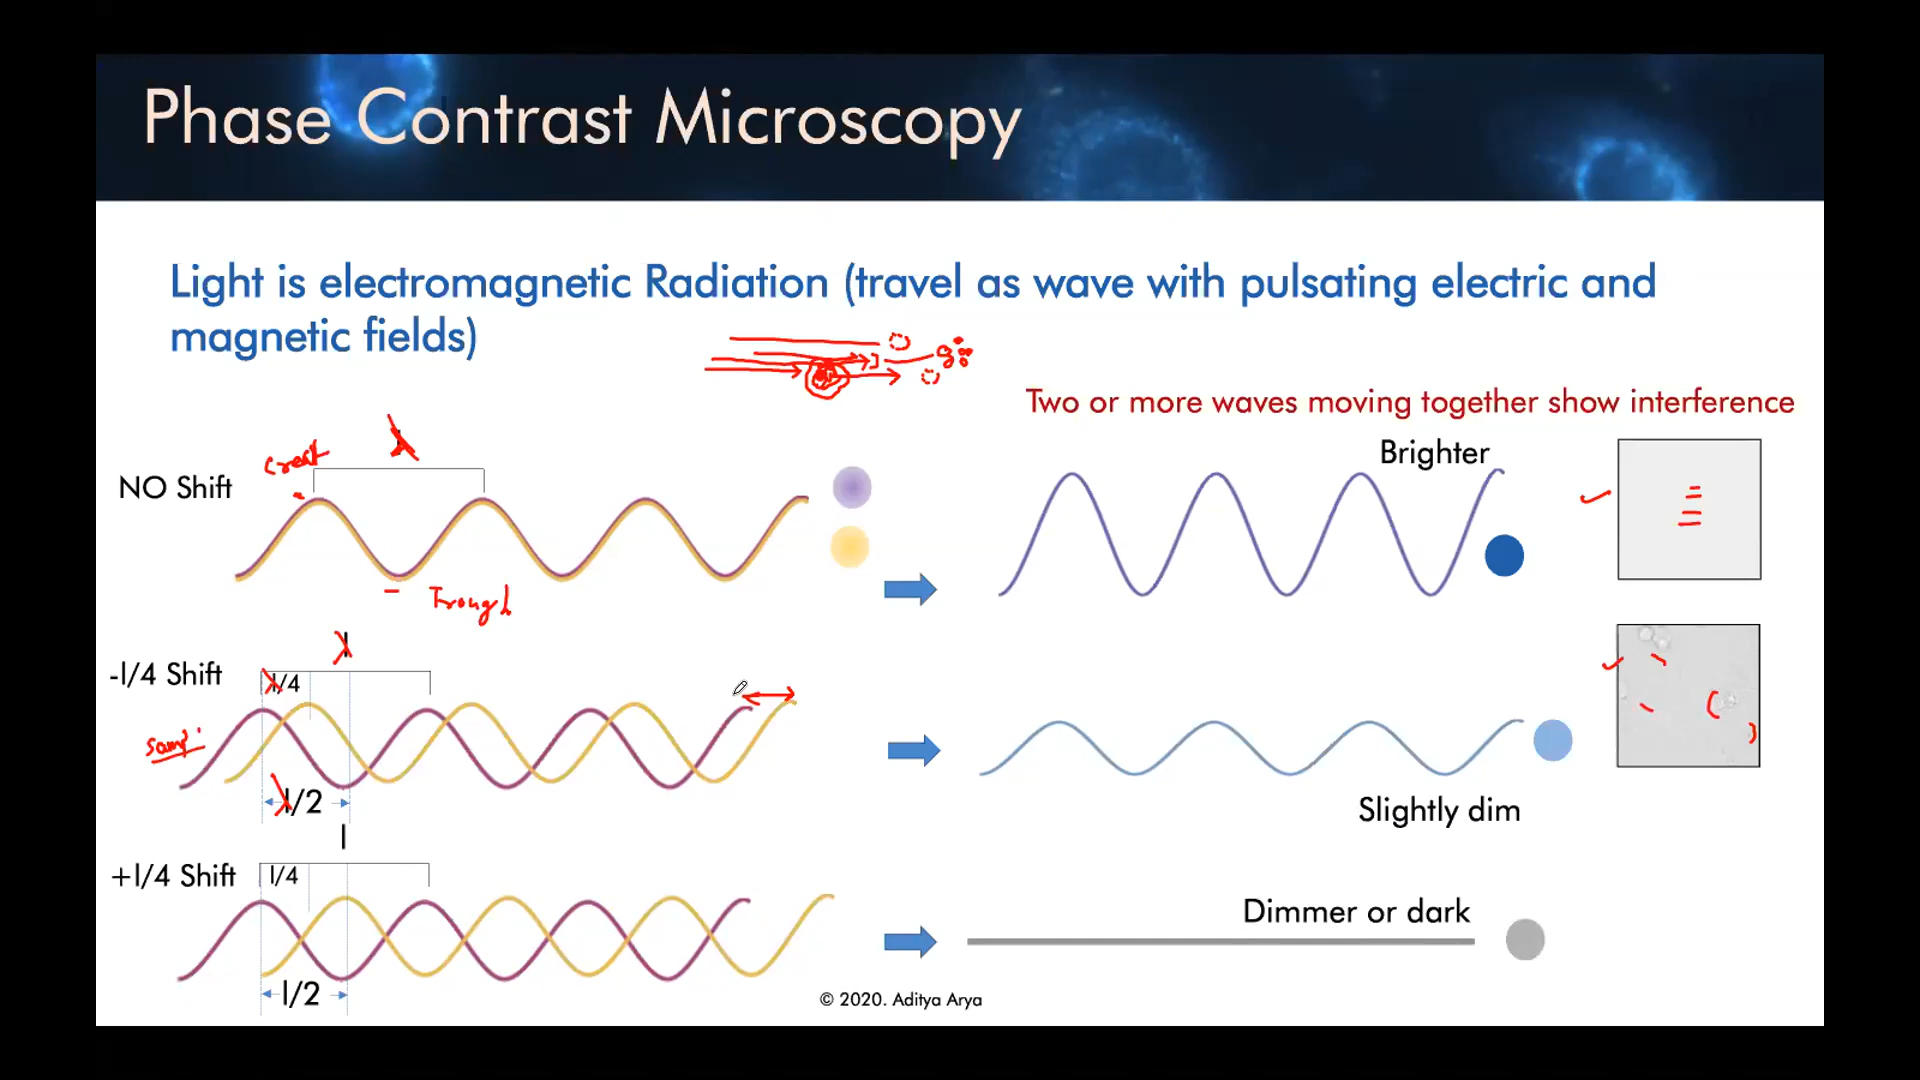 Phase Contrast Microscopy
Light is electromagnetic Radiation (travel as wave with pulsating electric and
magnetic fields)
Two or more waves moving together show interference
Brighter
λ
Crest
NO Shift
Trough
λ
-l/4 Shift
λ/4
λ/2
Slightly dim
l
+l/4 Shift
l/4
Dimmer or dark
l/2
© 2020. Aditya Arya